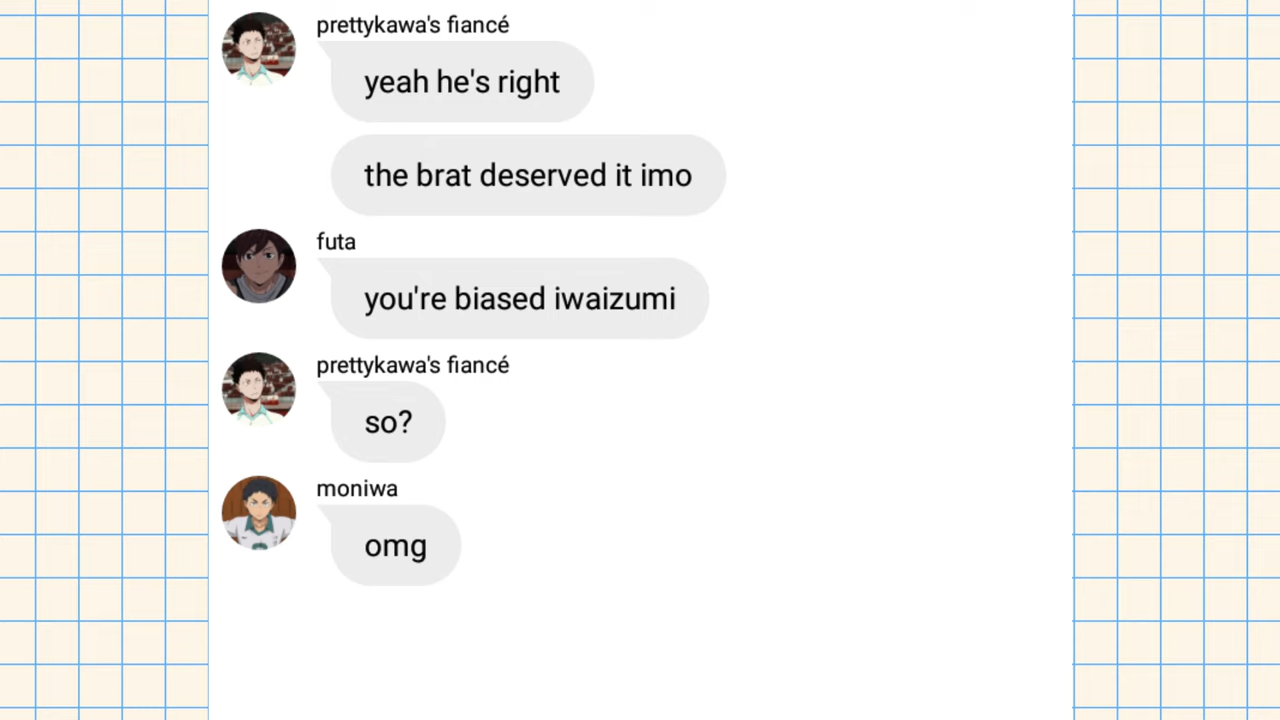 prettykawa's fiancé
yeah he's right
the brat deserved it imo
futa
you're biased iwaizumi
prettykawa's fiancé
so?
moniwa
omg